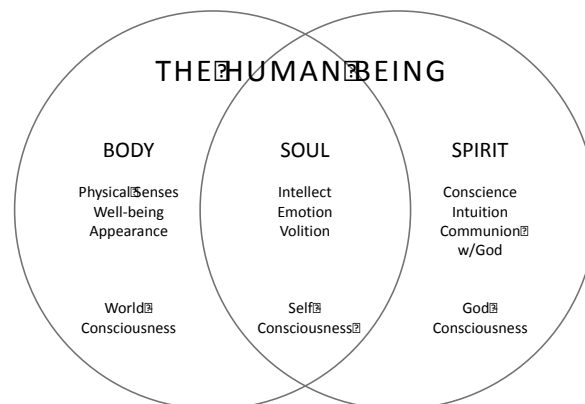 THE HUMAN BEING
BODY
Physical Senses
Well-being
Appearance
World
Consciousness
SOUL
Intellect
Emotion
Volition
Self
Consciousness
SPIRIT
Conscience
Intuition
Communion
w/God
God
Consciousness